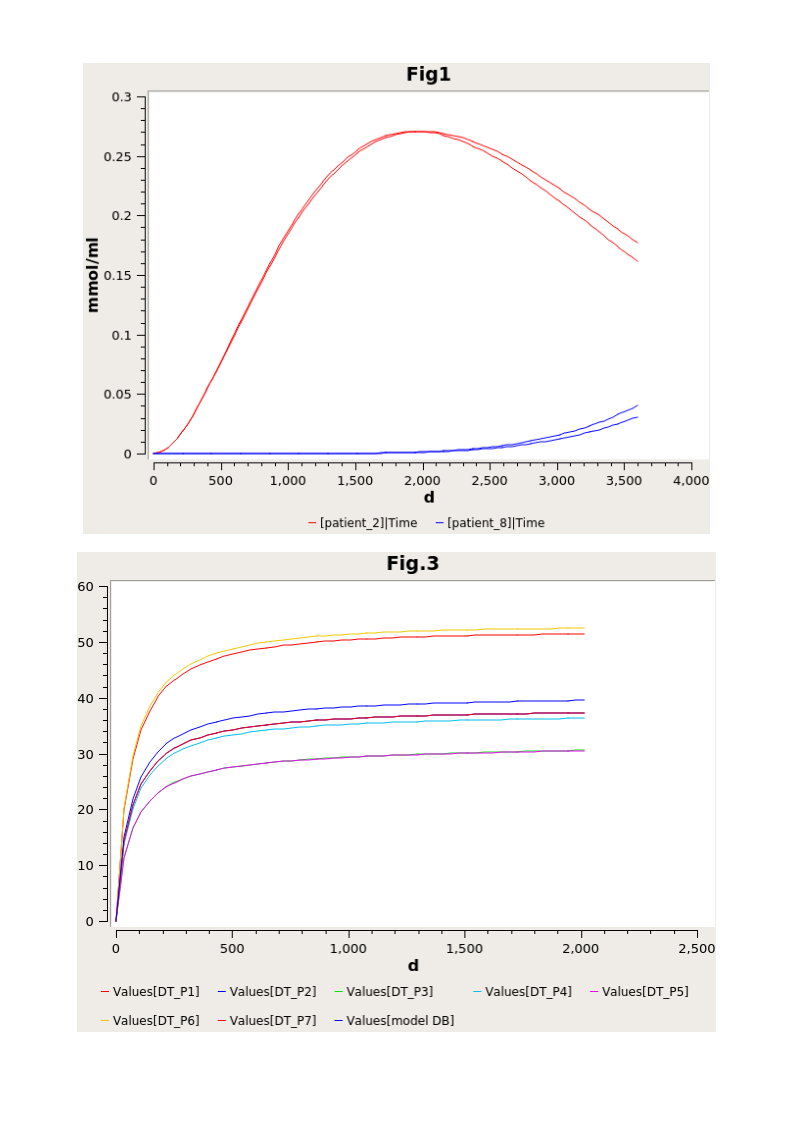 Fig1
0.3
0.25
0.2
0.15
0.1
0.05
0
mmol/ml
0 500 1,000 1,500 2,000 2,500 3,000 3,500 4,000
d
[patient_2]|Time [patient_8]|Time
Fig.3
60
50
40
30
20
10
0
0 500 1,000 1,500 2,000 2,500
d
Values[DT_P1] Values[DT_P2] Values[DT_P3] Values[DT_P4] Values[DT_P5]
Values[DT_P6] Values[DT_P7] Values[model DB]